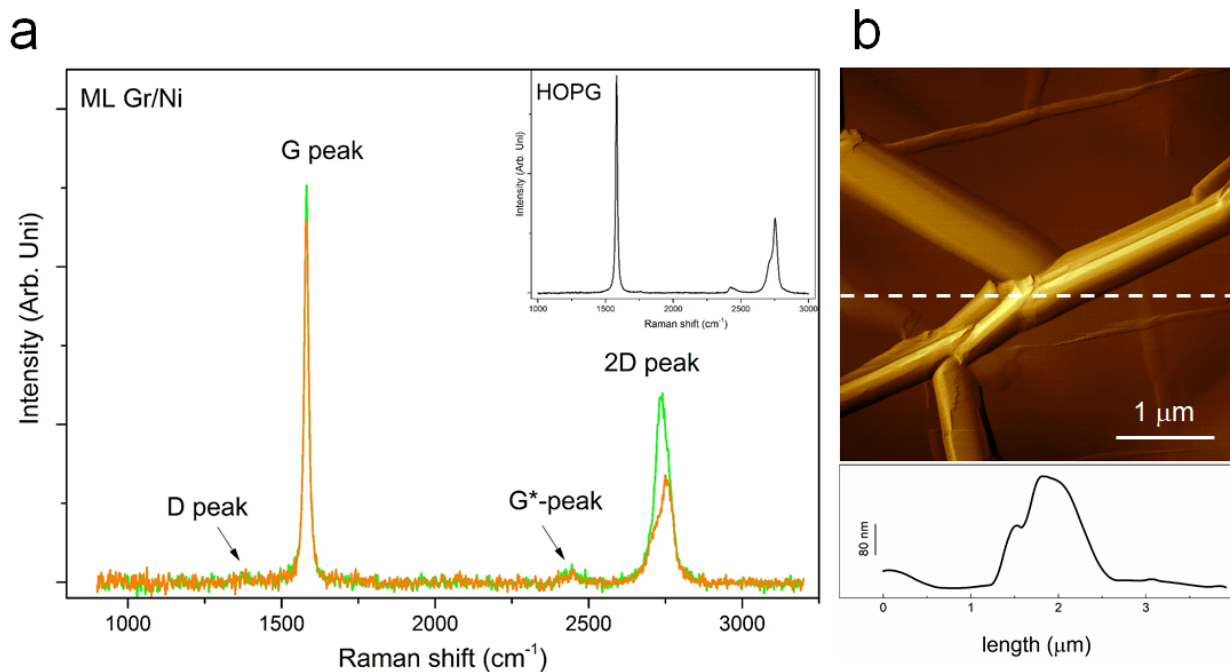 a
ML Gr/Ni
G peak
D peak
G*-peak
2D peak
Intensity (Arb. Uni)
1000 1500 2000 2500 3000
Raman shift (cm⁻¹)
HOPG
Intensity (Arb. Uni)
1000 1500 2000 2500 3000
Raman shift (cm⁻¹)
b
1 μm
80 nm
0 1 2 3
length (μm)